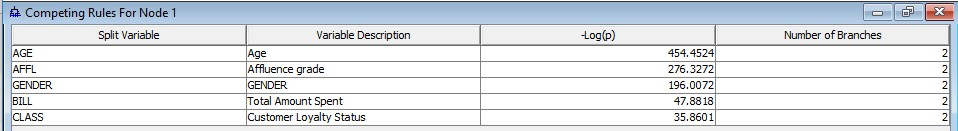 Competing Rules For Node 1
Split Variable Variable Description -Log(p) Number of Branches
AGE Age 454.4524 2
AFFL Affluence grade 276.3272 2
GENDER GENDER 196.0072 2
BILL Total Amount Spent 47.8818 2
CLASS Customer Loyalty Status 35.8601 2